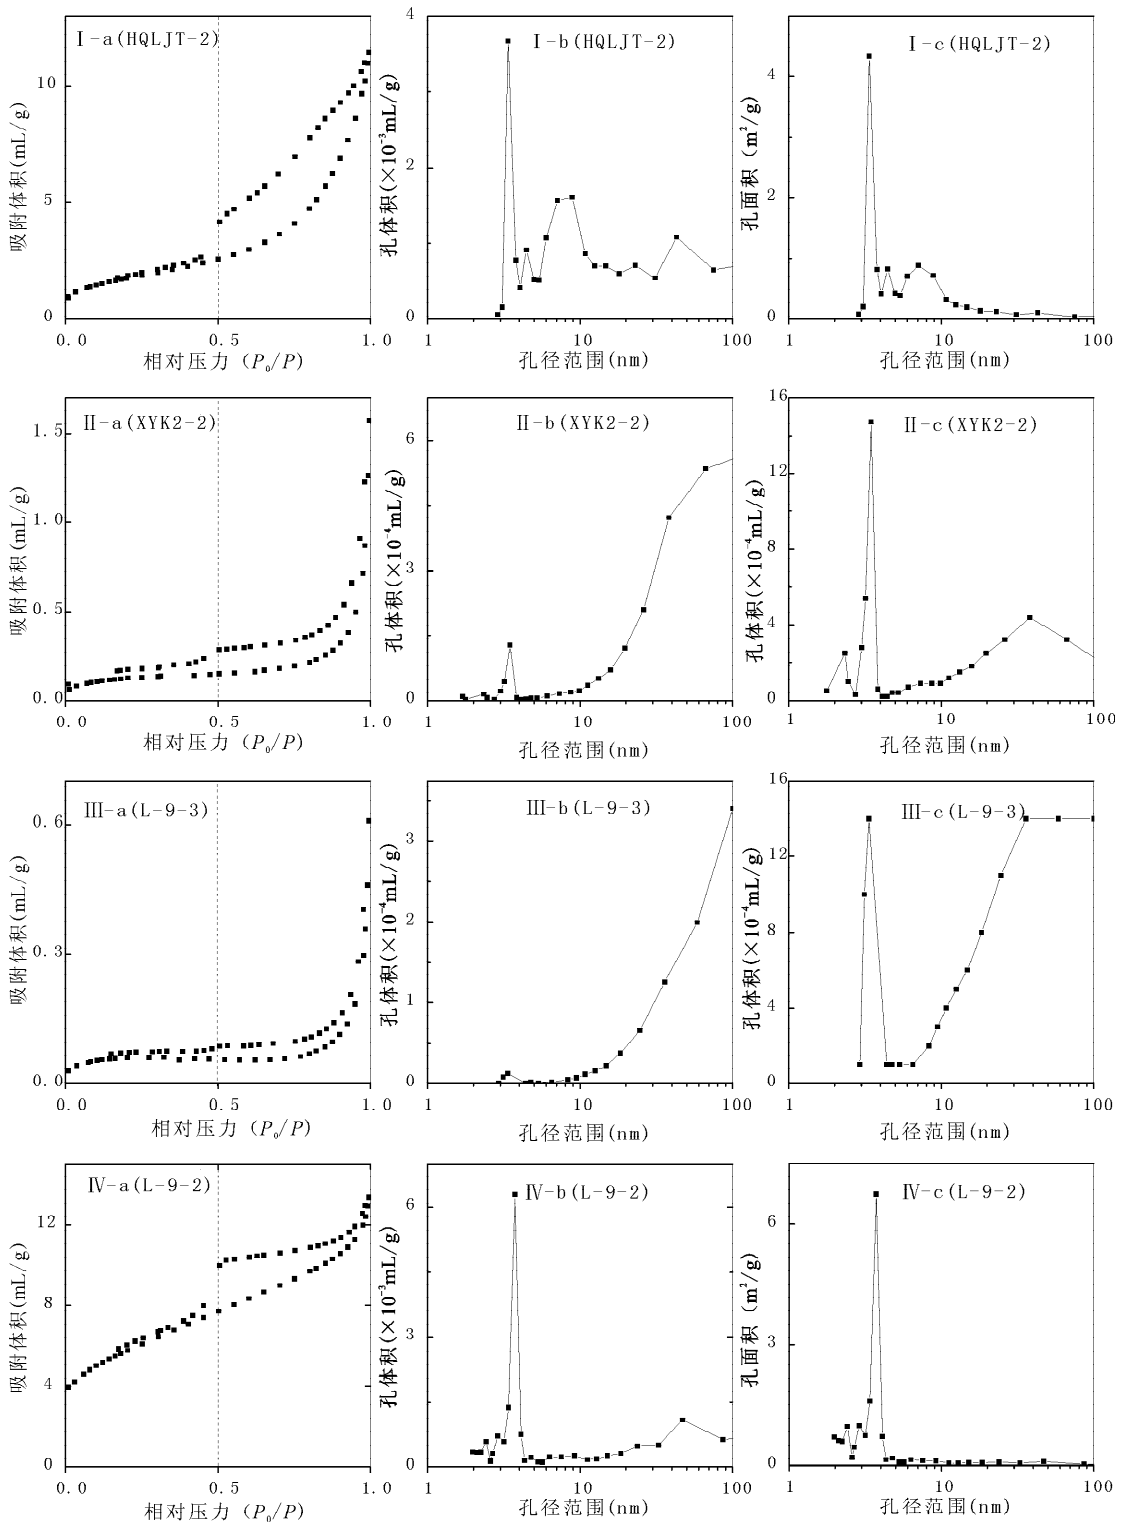 Ⅰ-a(HQLJT-2)
10
5
0
0.0
0.5
1.0
吸附体积(mL/g)
相对压力（P₀/P）
Ⅰ-b(HQLJT-2)
4
2
0
1
10
100
孔体积(×10⁻³mL/g)
孔径范围(nm)
Ⅰ-c(HQLJT-2)
4
2
0
1
10
100
孔面积（m²/g)
孔径范围(nm)
Ⅱ-a(XYK2-2)
1.5
1.0
0.5
0.0
0.0
0.5
1.0
吸附体积(mL/g)
相对压力（P₀/P）
Ⅱ-b(XYK2-2)
6
3
0
1
10
100
孔体积(×10⁻⁴mL/g)
孔径范围(nm)
Ⅱ-c(XYK2-2)
16
12
8
4
0
1
10
100
孔体积(×10⁻⁴mL/g)
孔径范围(nm)
Ⅲ-a(L-9-3)
0.6
0.3
0.0
0.0
0.5
1.0
吸附体积(mL/g)
相对压力（P₀/P）
Ⅲ-b(L-9-3)
3
2
1
0
1
10
100
孔体积(×10⁻⁴mL/g)
孔径范围(nm)
Ⅲ-c(L-9-3)
16
12
8
4
0
1
10
100
孔体积(×10⁻⁴mL/g)
孔径范围(nm)
Ⅳ-a(L-9-2)
12
8
4
0
0.0
0.5
1.0
吸附体积(mL/g)
相对压力（P₀/P）
Ⅳ-b(L-9-2)
6
3
0
1
10
100
孔体积(×10⁻³mL/g)
孔径范围(nm)
Ⅳ-c(L-9-2)
6
3
0
1
10
100
孔面积（m²/g)
孔径范围(nm)